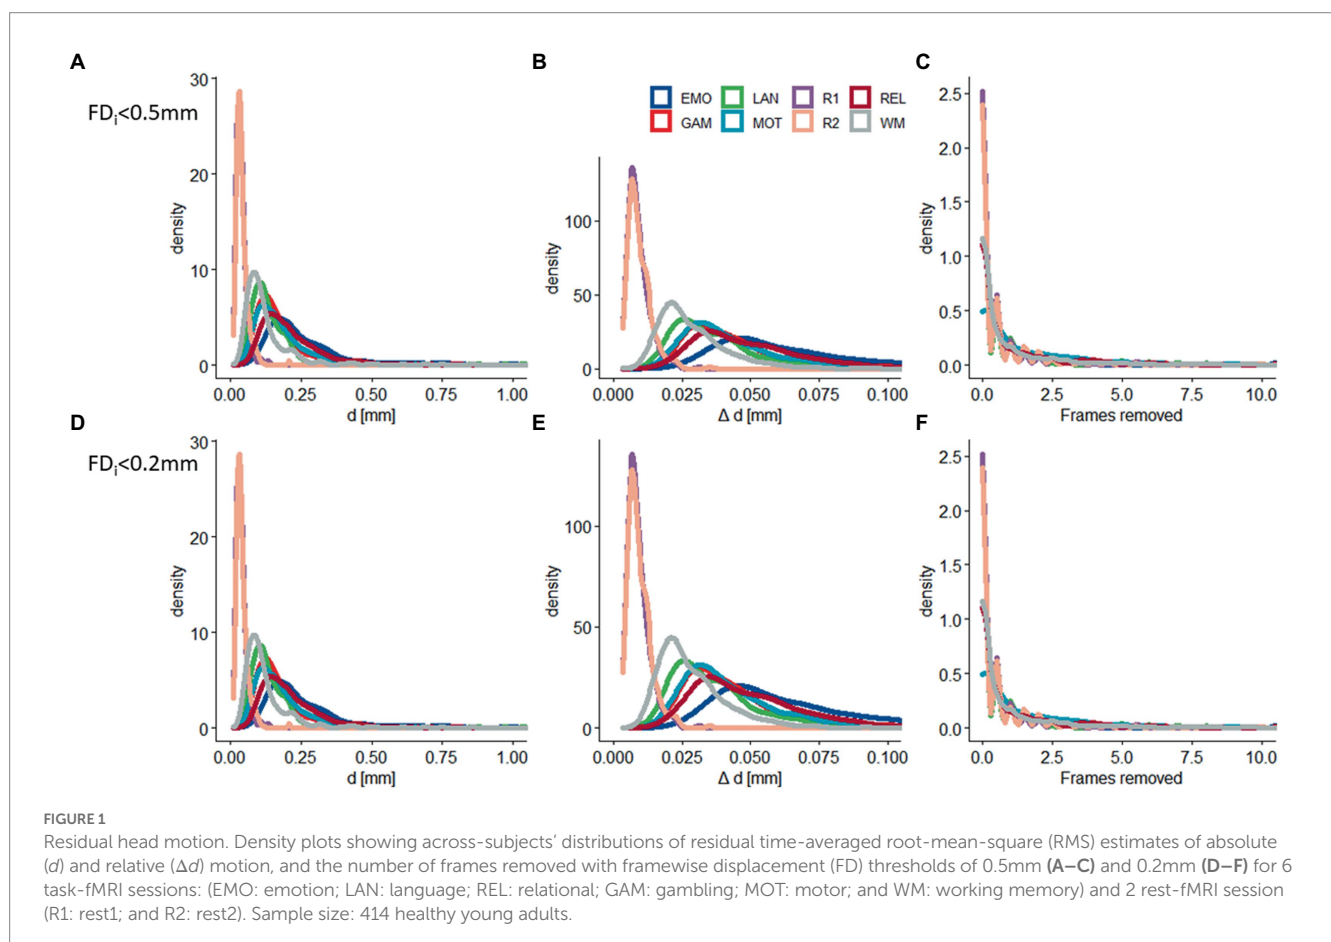 A
B
C
FDi<0.5mm
EMO LAN R1 REL
GAM MOT R2 WM
30
20
10
0
density
0.00 0.25 0.50 0.75 1.00
d [mm]
100
50
0
density
0.000 0.025 0.050 0.075 0.100
Δ d [mm]
2.5
2.0
1.5
1.0
0.5
0.0
density
0.0 2.5 5.0 7.5 10.0
Frames removed
D
E
F
FDi<0.2mm
30
20
10
0
density
0.00 0.25 0.50 0.75 1.00
d [mm]
100
50
0
density
0.000 0.025 0.050 0.075 0.100
Δ d [mm]
2.5
2.0
1.5
1.0
0.5
0.0
density
0.0 2.5 5.0 7.5 10.0
Frames removed
FIGURE 1
Residual head motion. Density plots showing across-subjects’ distributions of residual time-averaged root-mean-square (RMS) estimates of absolute
(d) and relative (Δd) motion, and the number of frames removed with framewise displacement (FD) thresholds of 0.5mm (A–C) and 0.2mm (D–F) for 6
task-fMRI sessions: (EMO: emotion; LAN: language; REL: relational; GAM: gambling; MOT: motor; and WM: working memory) and 2 rest-fMRI session
(R1: rest1; and R2: rest2). Sample size: 414 healthy young adults.